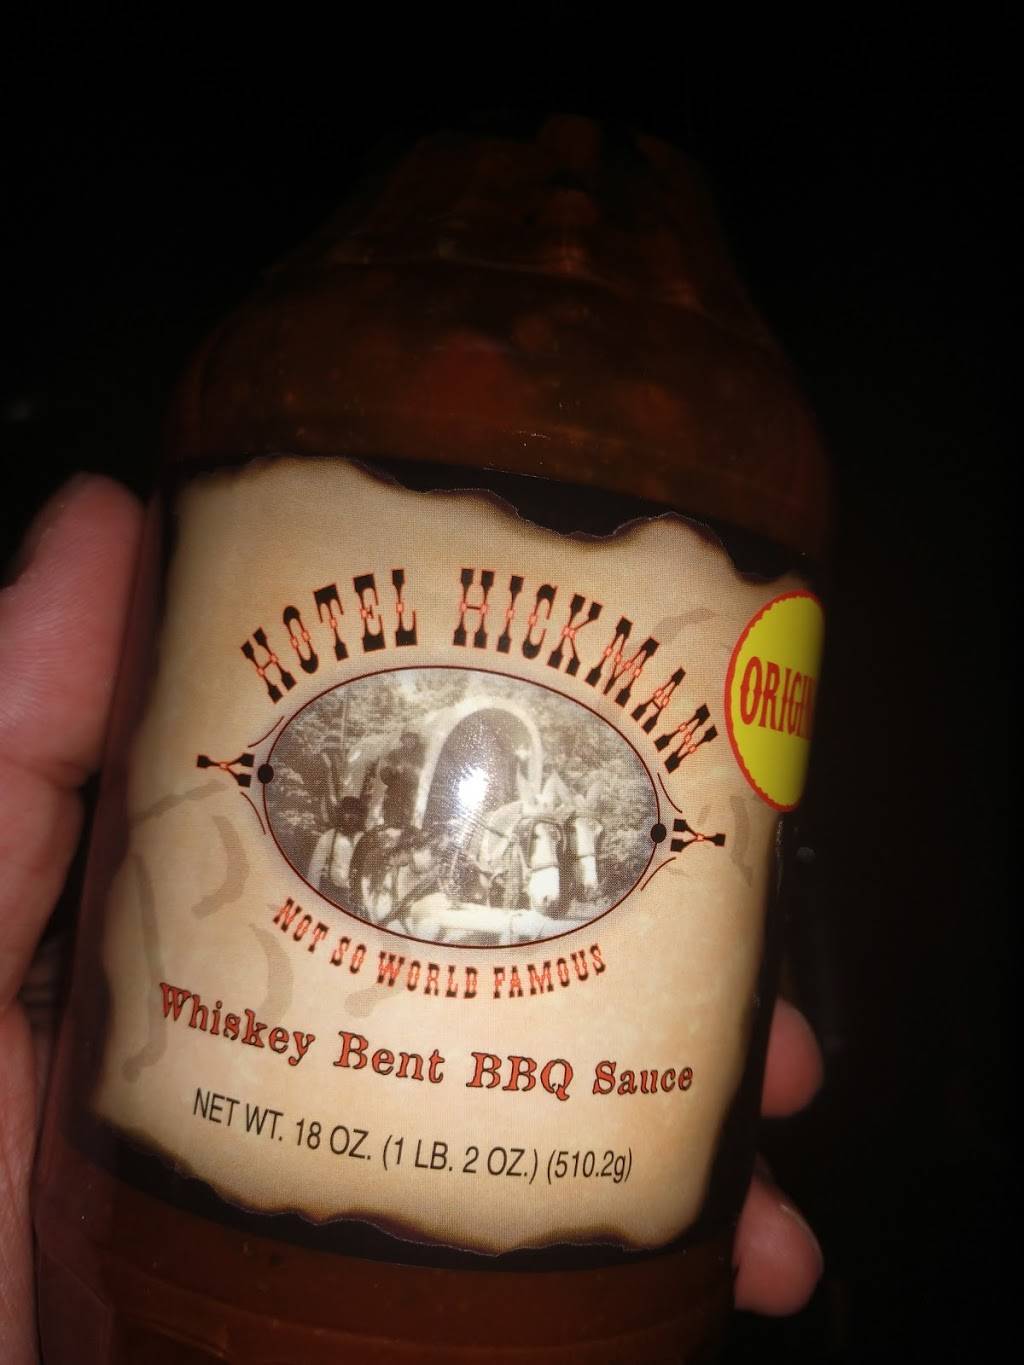 HOTEL HICKMAN
ORIGIN
NOT SO WORLD FAMOUS
Whiskey Bent BBQ Sauce
NET WT. 18 OZ. (1 LB. 2 OZ.) (510.2g)